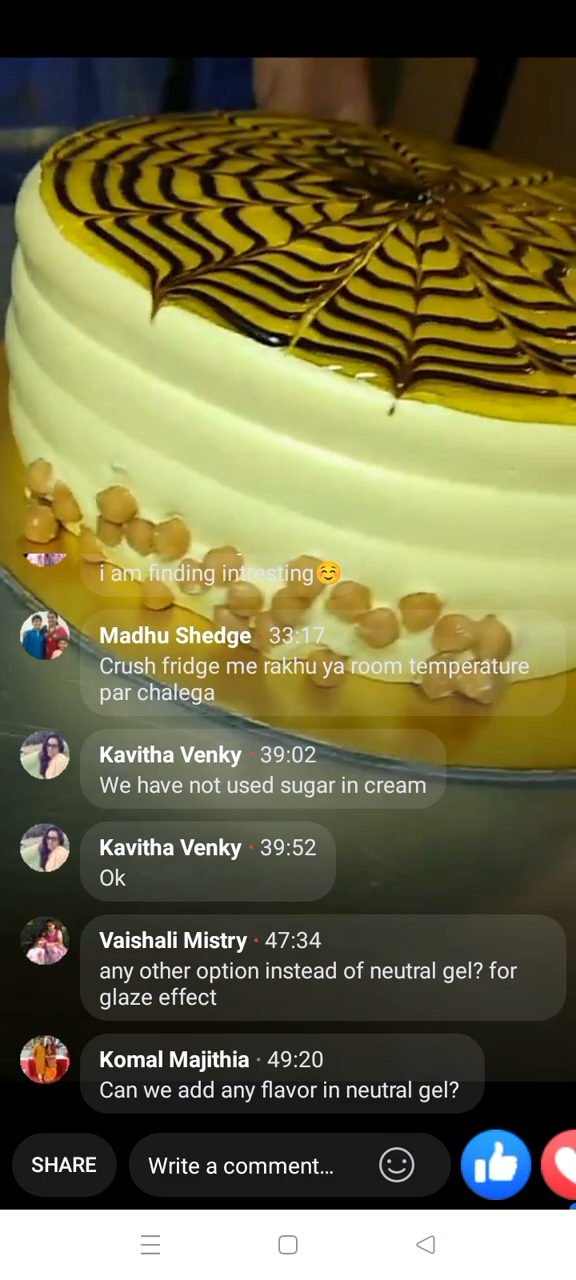 i am finding intresting☺️
Madhu Shedge · 33:17
Crush fridge me rakhu ya room temperature
par chalega
Kavitha Venky · 39:02
We have not used sugar in cream
Kavitha Venky · 39:52
Ok
Vaishali Mistry · 47:34
any other option instead of neutral gel? for
glaze effect
Komal Majithia · 49:20
Can we add any flavor in neutral gel?
SHARE
Write a comment...